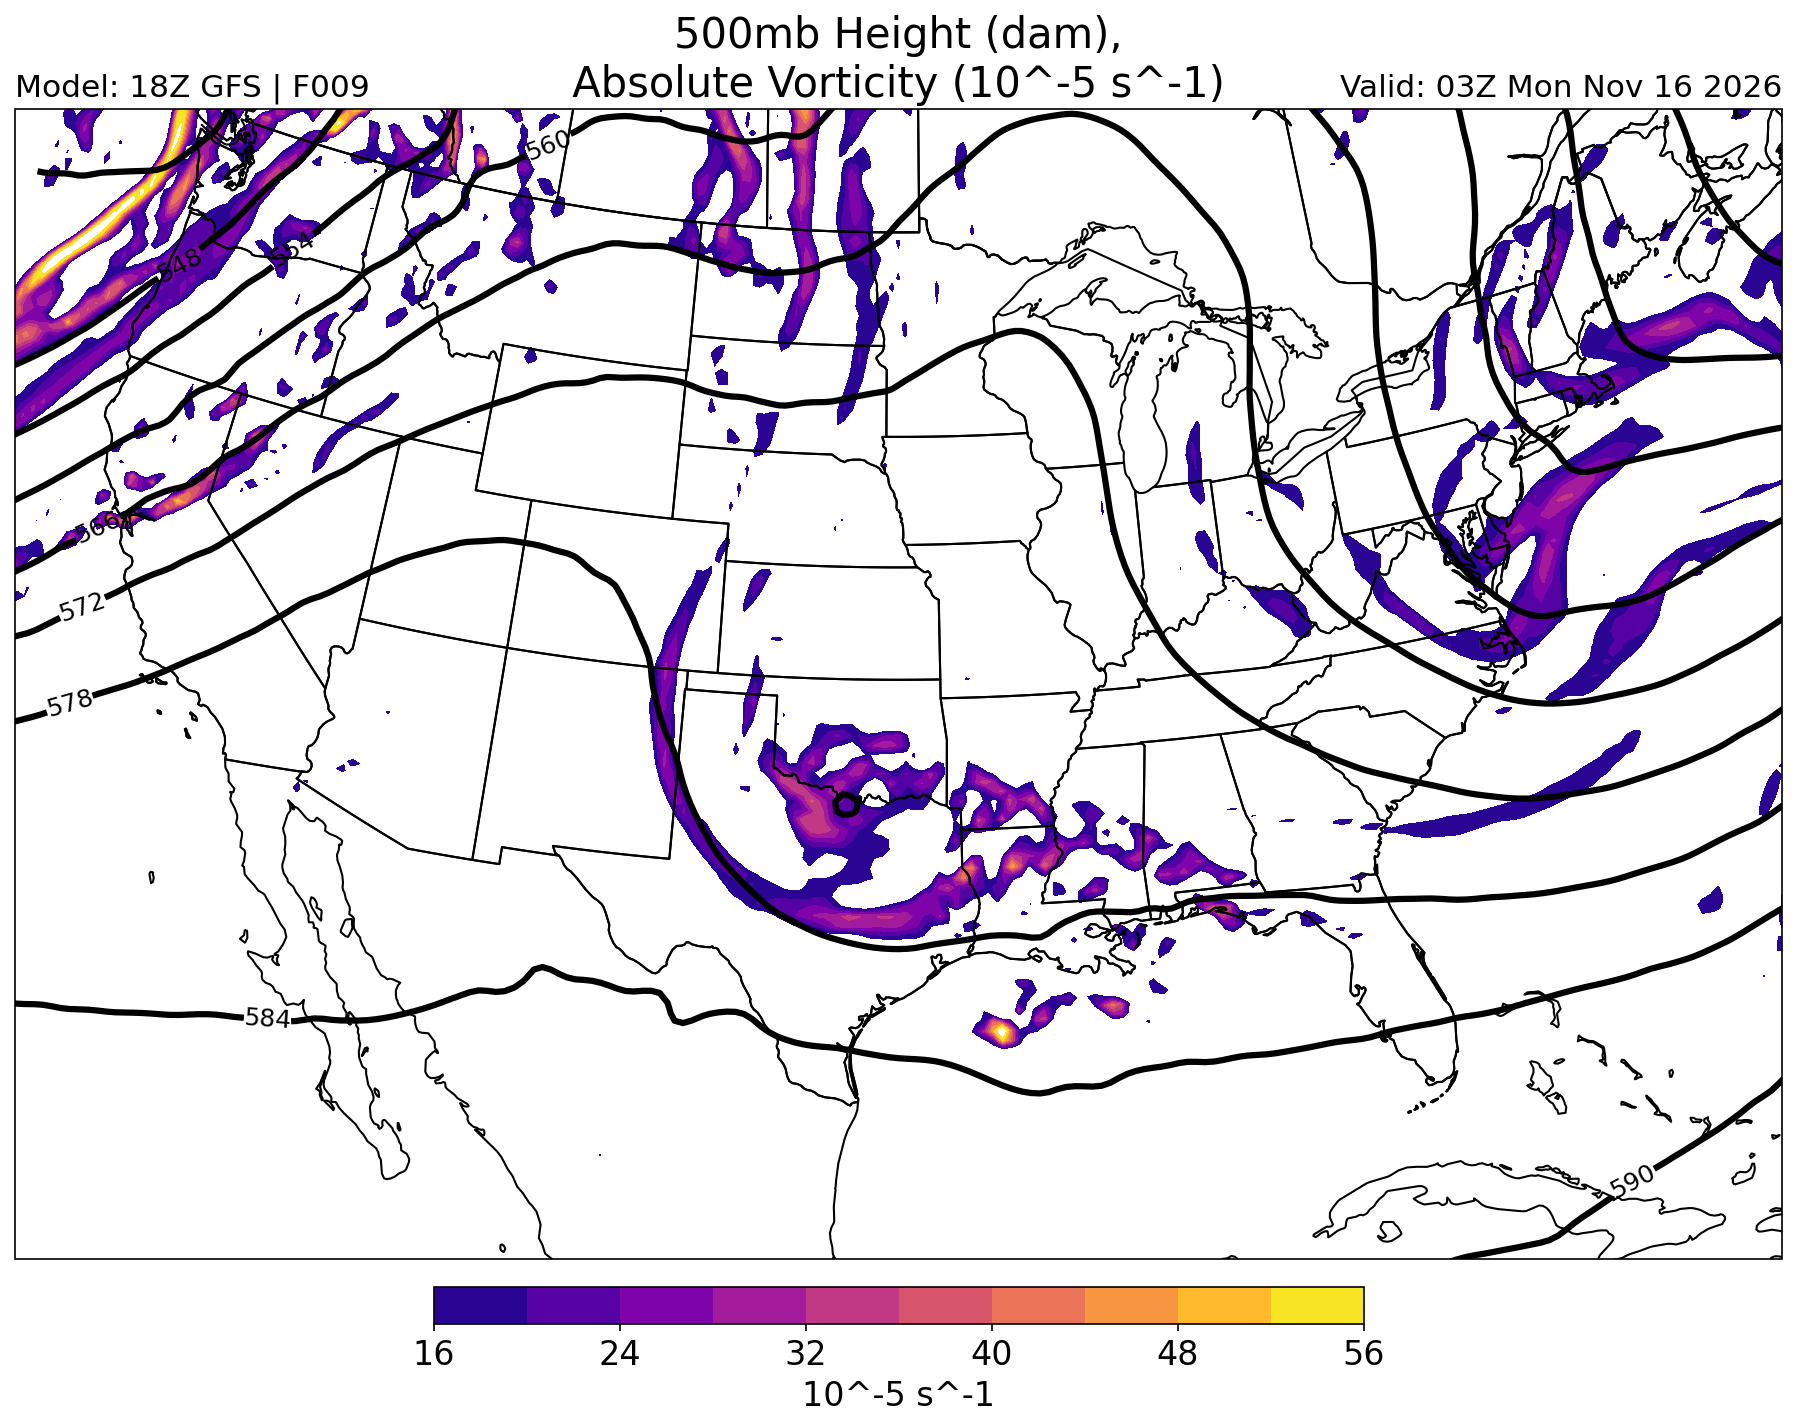 500mb Height (dam),
Model: 18Z GFS | F009
Absolute Vorticity (10^-5 s^-1)
Valid: 03Z Mon Nov 16 2026
560
554
548
566
572
578
584
590
16 24 32 40 48 56
10^-5 s^-1